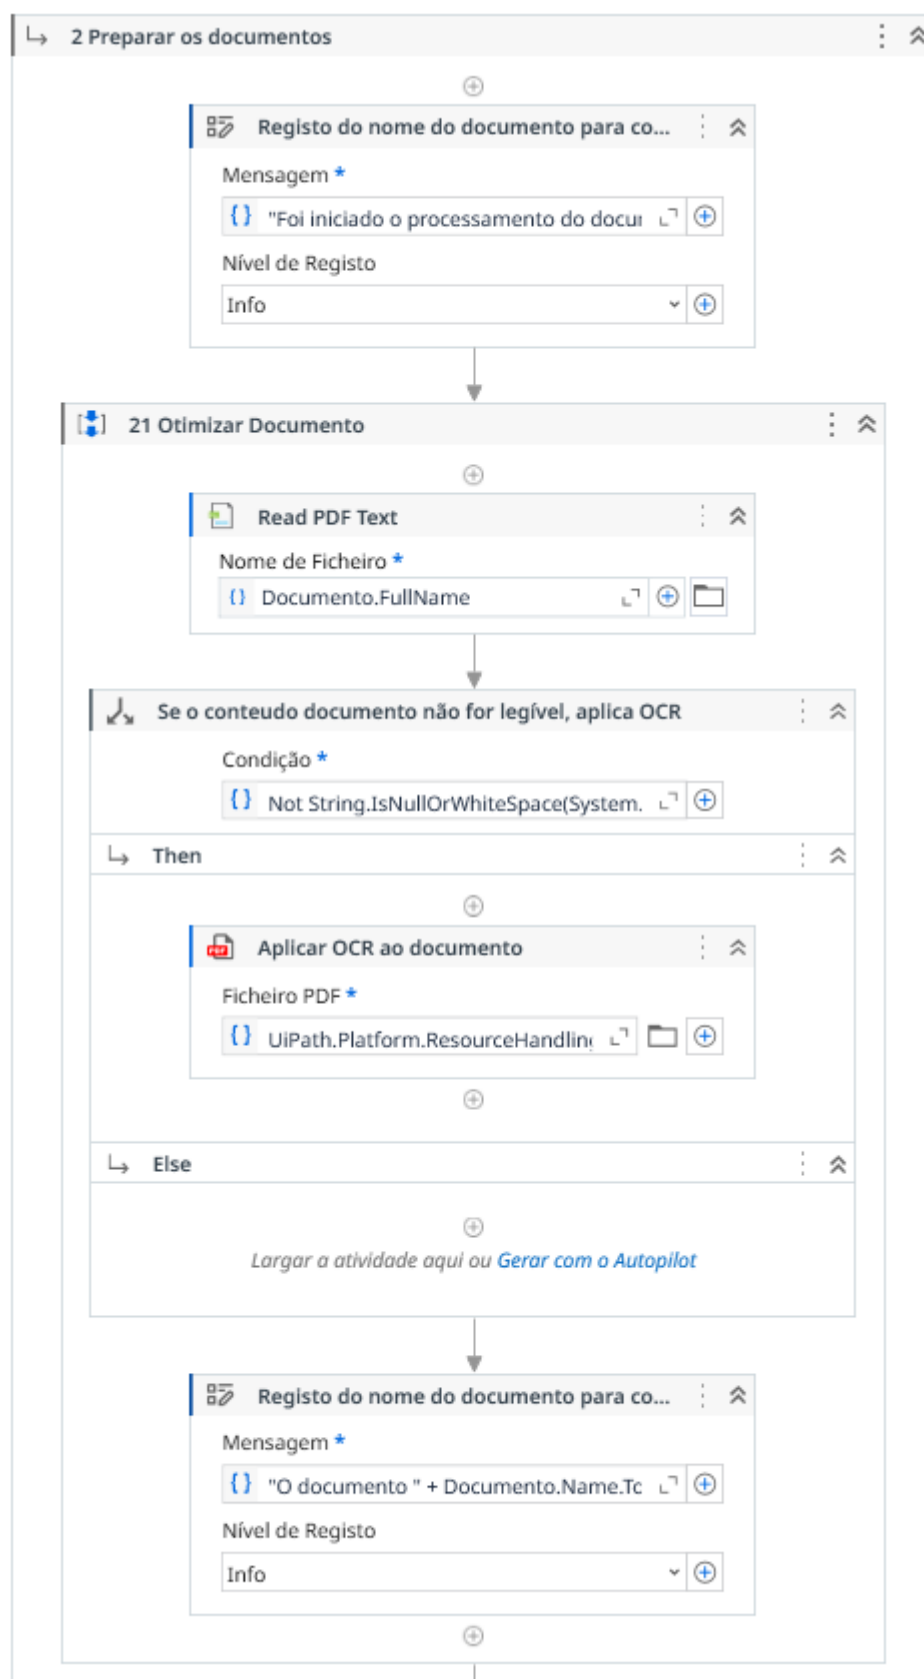 2 Preparar os documentos
Registo do nome do documento para co...
Mensagem *
"Foi iniciado o processamento do docu
Nível de Registo
Info
21 Otimizar Documento
Read PDF Text
Nome de Ficheiro *
Documento.FullName
Se o conteudo documento não for legível, aplica OCR
Condição *
Not String.IsNullOrWhiteSpace(System.
Then
Aplicar OCR ao documento
Ficheiro PDF *
UiPath.Platform.ResourceHandling
Else
Largar a atividade aqui ou Gerar com o Autopilot
Registo do nome do documento para co...
Mensagem *
"O documento " + Documento.Name.To
Nível de Registo
Info